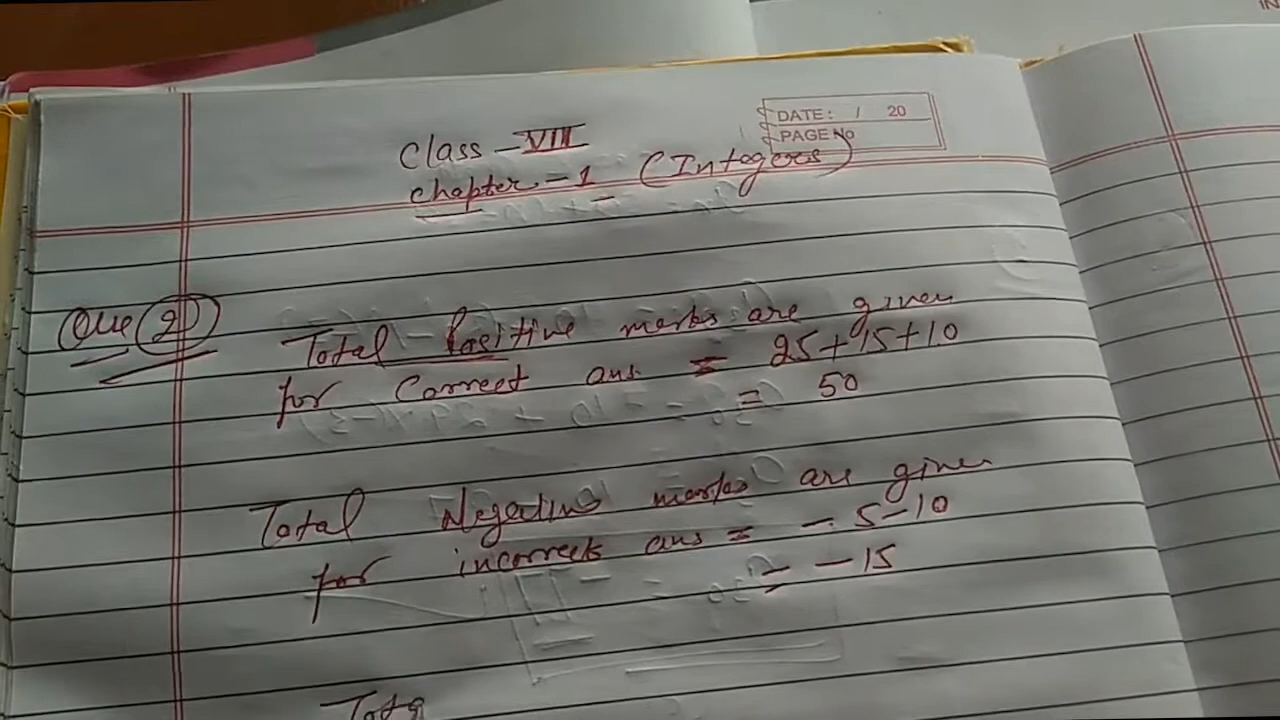 IN
DATE: / 20
PAGE No
Class - VIII
Chapter - 1 (Integers)
Que 2
Total Positive marks are given
for Correct ans. = 25+15+10
= 50
Total Negative marks are given
for incorrect ans = - 5 - 10
= - 15